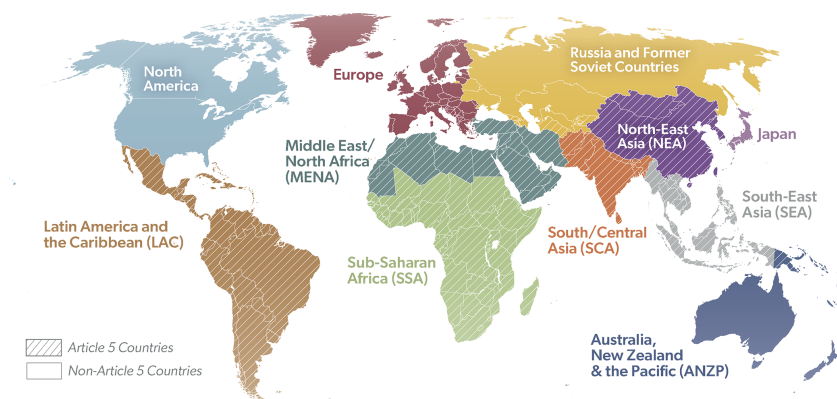 North
America
Europe
Russia and Former
Soviet Countries
Middle East/
North Africa
(MENA)
North-East
Asia (NEA)
Japan
Latin America and
the Caribbean (LAC)
Sub-Saharan
Africa (SSA)
South/Central
Asia (SCA)
South-East
Asia (SEA)
Australia,
New Zealand
& the Pacific (ANZP)
Article 5 Countries
Non-Article 5 Countries